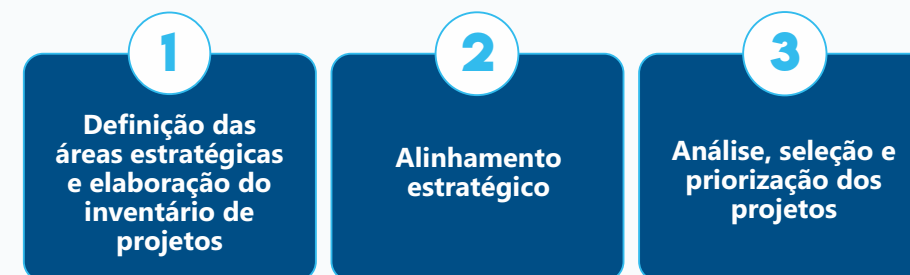 1
Definição das
áreas estratégicas
e elaboração do
inventário de
projetos
2
Alinhamento
estratégico
3
Análise, seleção e
priorização dos
projetos